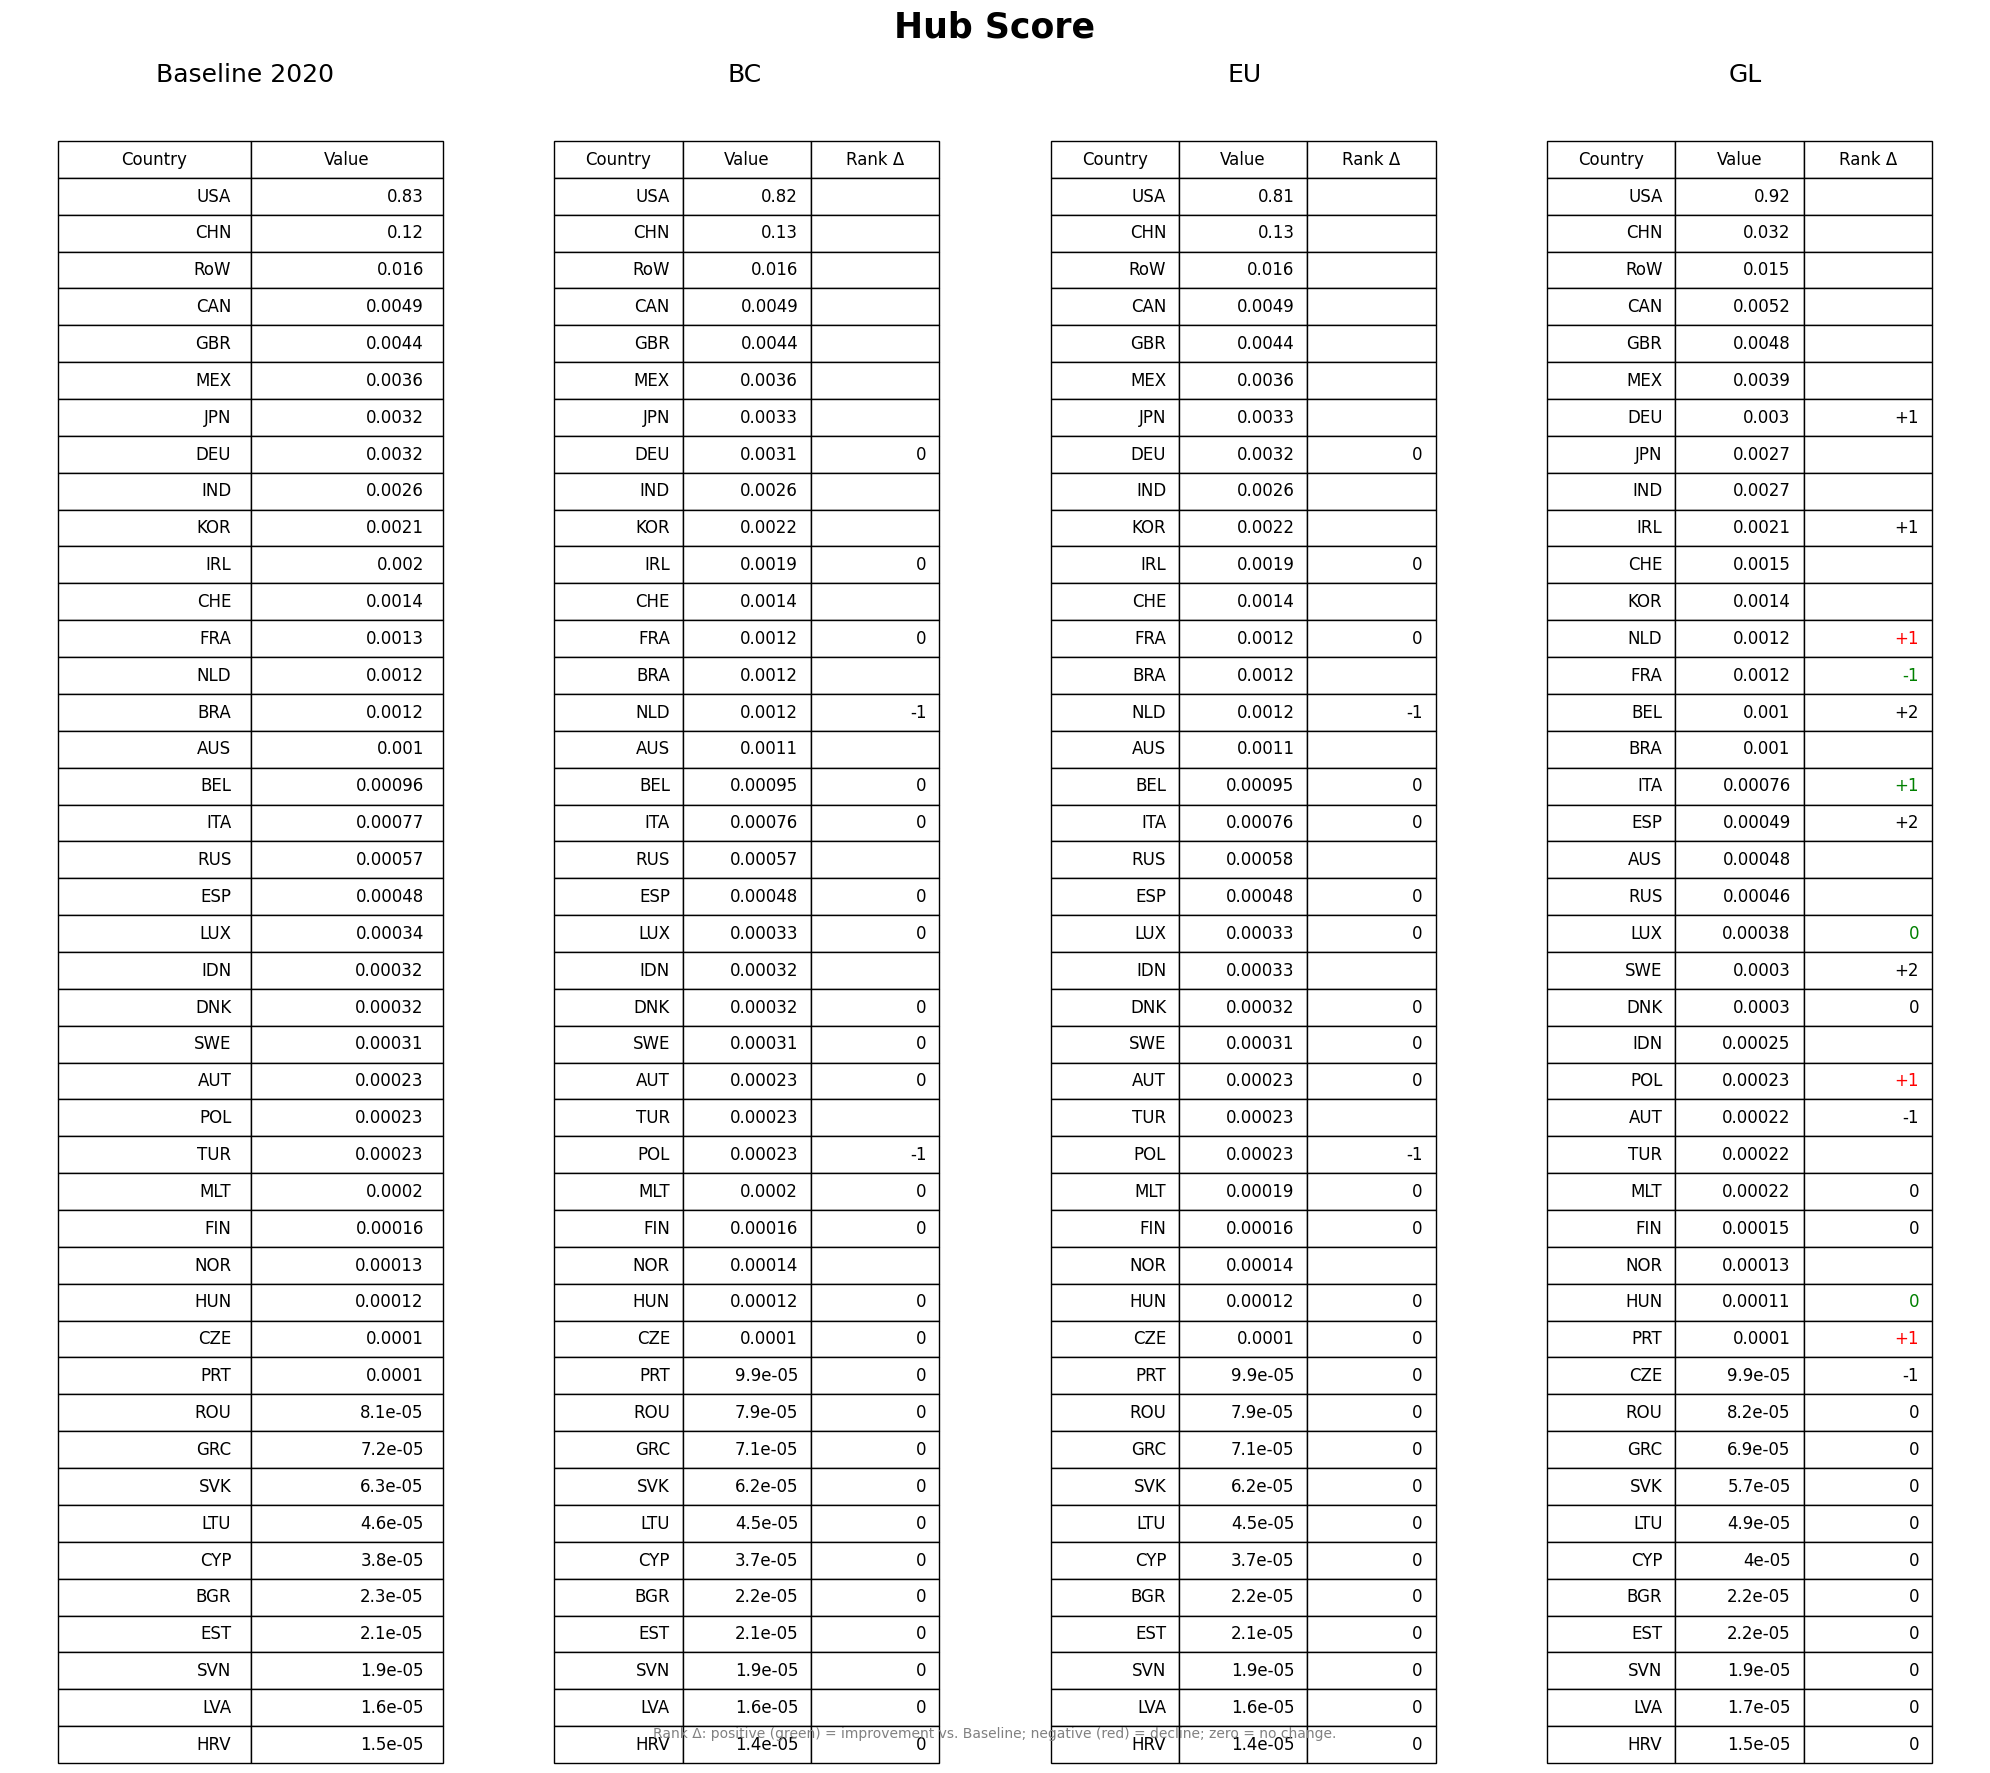 Hub Score
Baseline 2020 BC EU GL
Country Value Country Value Rank Δ Country Value Rank Δ Country Value Rank Δ
USA 0.83 USA 0.82 USA 0.81 USA 0.92
CHN 0.12 CHN 0.13 CHN 0.13 CHN 0.032
RoW 0.016 RoW 0.016 RoW 0.016 RoW 0.015
CAN 0.0049 CAN 0.0049 CAN 0.0049 CAN 0.0052
GBR 0.0044 GBR 0.0044 GBR 0.0044 GBR 0.0048
MEX 0.0036 MEX 0.0036 MEX 0.0036 MEX 0.0039
JPN 0.0032 JPN 0.0033 JPN 0.0033 DEU 0.003 +1
DEU 0.0032 DEU 0.0031 0 DEU 0.0032 0 JPN 0.0027
IND 0.0026 IND 0.0026 IND 0.0026 IND 0.0027
KOR 0.0021 KOR 0.0022 KOR 0.0022 IRL 0.0021 +1
IRL 0.002 IRL 0.0019 0 IRL 0.0019 0 CHE 0.0015
CHE 0.0014 CHE 0.0014 CHE 0.0014 KOR 0.0014
FRA 0.0013 FRA 0.0012 0 FRA 0.0012 0 NLD 0.0012 +1
NLD 0.0012 BRA 0.0012 BRA 0.0012 FRA 0.0012 -1
BRA 0.0012 NLD 0.0012 -1 NLD 0.0012 -1 BEL 0.001 +2
AUS 0.001 AUS 0.0011 AUS 0.0011 BRA 0.001
BEL 0.00096 BEL 0.00095 0 BEL 0.00095 0 ITA 0.00076 +1
ITA 0.00077 ITA 0.00076 0 ITA 0.00076 0 ESP 0.00049 +2
RUS 0.00057 RUS 0.00057 RUS 0.00058 AUS 0.00048
ESP 0.00048 ESP 0.00048 0 ESP 0.00048 0 RUS 0.00046
LUX 0.00034 LUX 0.00033 0 LUX 0.00033 0 LUX 0.00038 0
IDN 0.00032 IDN 0.00032 IDN 0.00033 SWE 0.0003 +2
DNK 0.00032 DNK 0.00032 0 DNK 0.00032 0 DNK 0.0003 0
SWE 0.00031 SWE 0.00031 0 SWE 0.00031 0 IDN 0.00025
AUT 0.00023 AUT 0.00023 0 AUT 0.00023 0 POL 0.00023 +1
POL 0.00023 TUR 0.00023 TUR 0.00023 AUT 0.00022 -1
TUR 0.00023 POL 0.00023 -1 POL 0.00023 -1 TUR 0.00022
MLT 0.0002 MLT 0.0002 0 MLT 0.00019 0 MLT 0.00022 0
FIN 0.00016 FIN 0.00016 0 FIN 0.00016 0 FIN 0.00015 0
NOR 0.00013 NOR 0.00014 NOR 0.00014 NOR 0.00013
HUN 0.00012 HUN 0.00012 0 HUN 0.00012 0 HUN 0.00011 0
CZE 0.0001 CZE 0.0001 0 CZE 0.0001 0 PRT 0.0001 +1
PRT 0.0001 PRT 9.9e-05 0 PRT 9.9e-05 0 CZE 9.9e-05 -1
ROU 8.1e-05 ROU 7.9e-05 0 ROU 7.9e-05 0 ROU 8.2e-05 0
GRC 7.2e-05 GRC 7.1e-05 0 GRC 7.1e-05 0 GRC 6.9e-05 0
SVK 6.3e-05 SVK 6.2e-05 0 SVK 6.2e-05 0 SVK 5.7e-05 0
LTU 4.6e-05 LTU 4.5e-05 0 LTU 4.5e-05 0 LTU 4.9e-05 0
CYP 3.8e-05 CYP 3.7e-05 0 CYP 3.7e-05 0 CYP 4e-05 0
BGR 2.3e-05 BGR 2.2e-05 0 BGR 2.2e-05 0 BGR 2.2e-05 0
EST 2.1e-05 EST 2.1e-05 0 EST 2.1e-05 0 EST 2.2e-05 0
SVN 1.9e-05 SVN 1.9e-05 0 SVN 1.9e-05 0 SVN 1.9e-05 0
LVA 1.6e-05 LVA 1.6e-05 0 LVA 1.6e-05 0 LVA 1.7e-05 0
Rank Δ: positive (green) = improvement vs. Baseline; negative (red) = decline; zero = no change.
HRV 1.5e-05 HRV 1.4e-05 0 HRV 1.4e-05 0 HRV 1.5e-05 0